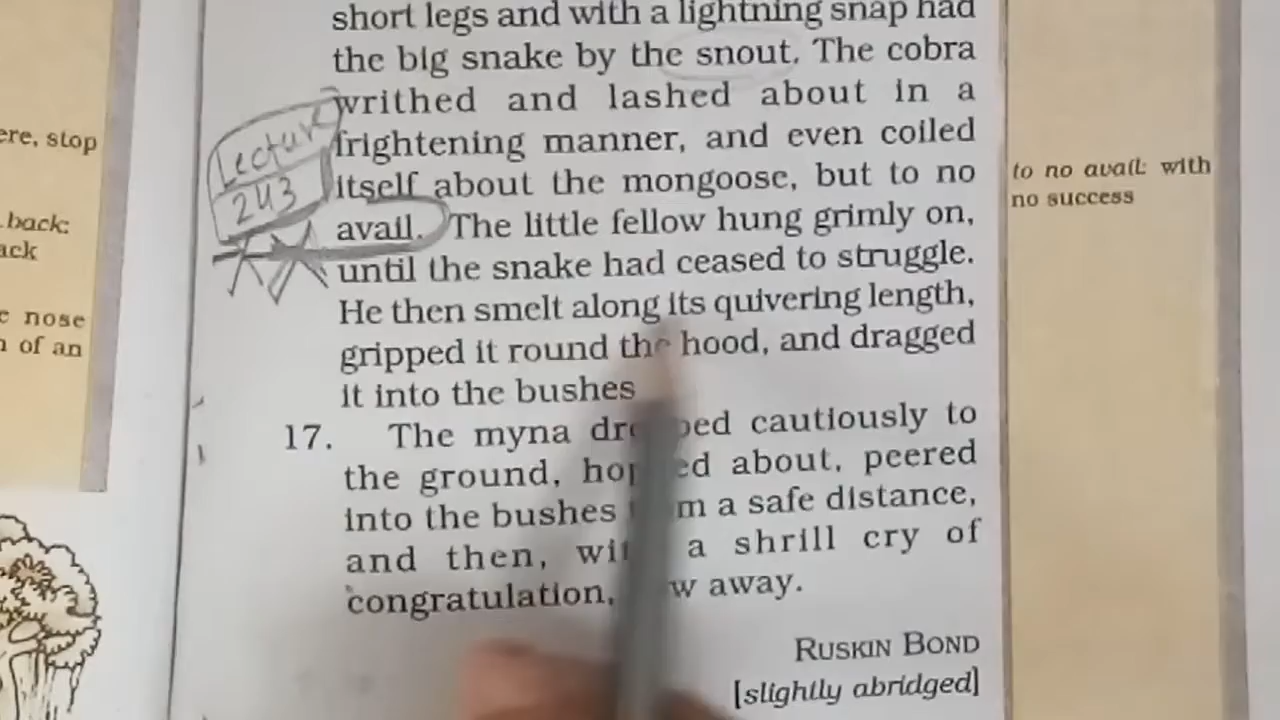 ere, stop
back:
ack
e nose
n of an
short legs and with a lightning snap had
the big snake by the snout. The cobra
writhed and lashed about in a
frightening manner, and even coiled
itself about the mongoose, but to no
avail. The little fellow hung grimly on,
until the snake had ceased to struggle.
He then smelt along its quivering length,
gripped it round the hood, and dragged
it into the bushes
17. The myna cautiously to
the ground, about, peered
into the bushes a safe distance,
and then, a shrill cry of
congratulation, away.
RUSKIN BOND
[slightly abridged]
Lecture
243
to no avail: with
no success